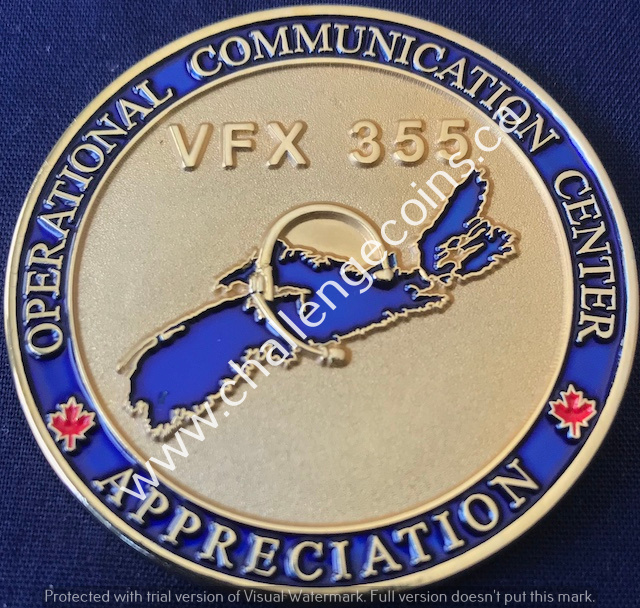 OPERATIONAL COMMUNICATION CENTER
VFX 355
www.challengecoins.ca
APPRECIATION
Protected with trial version of Visual Watermark. Full version doesn't put this mark.